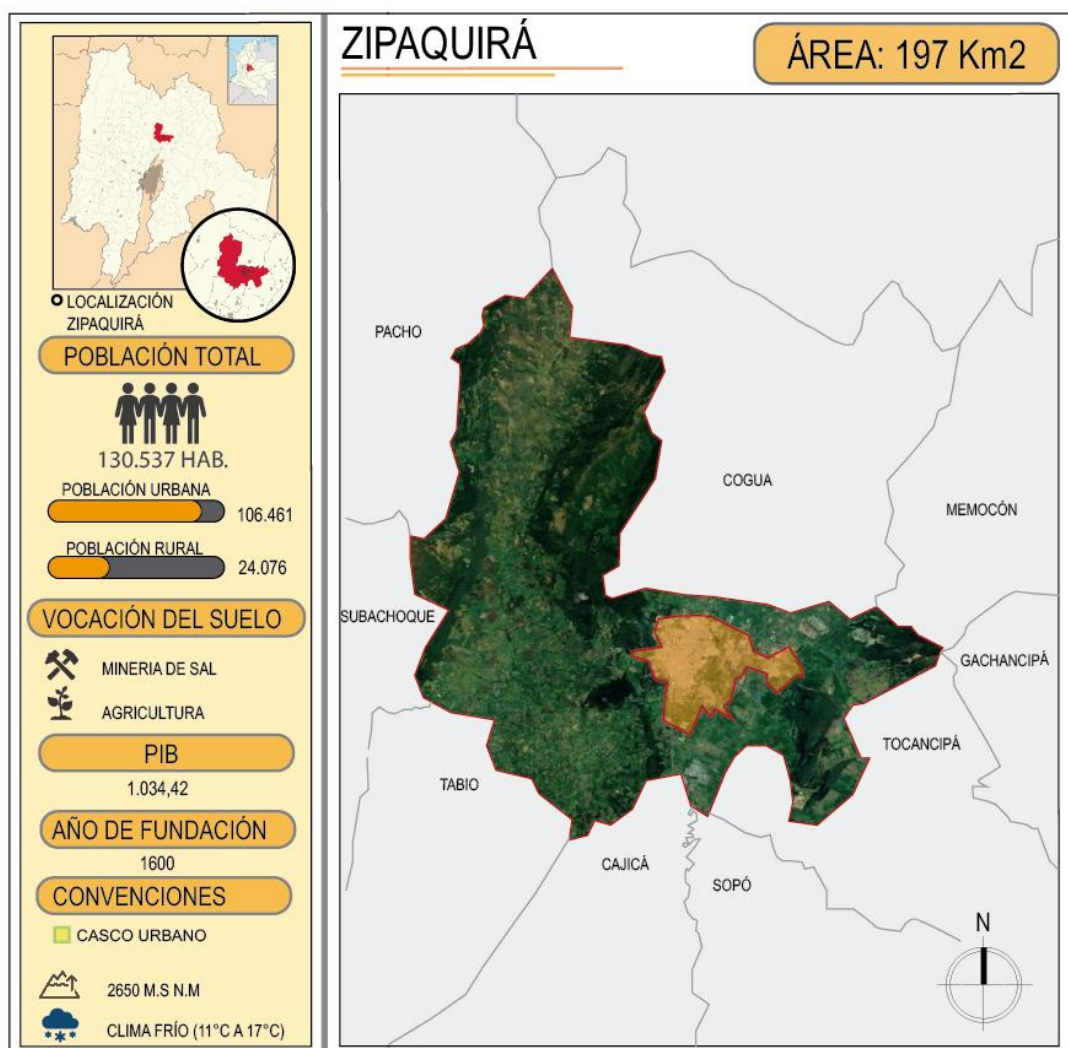 LOCALIZACIÓN
ZIPAQUIRÁ
POBLACIÓN TOTAL
130.537 HAB.
POBLACIÓN URBANA
106.461
POBLACIÓN RURAL
24.076
VOCACIÓN DEL SUELO
MINERIA DE SAL
AGRICULTURA
PIB
1.034,42
AÑO DE FUNDACIÓN
1600
CONVENCIONES
CASCO URBANO
2650 M.S N.M
CLIMA FRÍO (11°C A 17°C)
ZIPAQUIRÁ
ÁREA: 197 Km2
PACHO
COGUA
MEMOCÓN
SUBACHOQUE
GACHANCIPÁ
TOCANCIPÁ
TABIO
CAJICÁ
SOPÓ
N